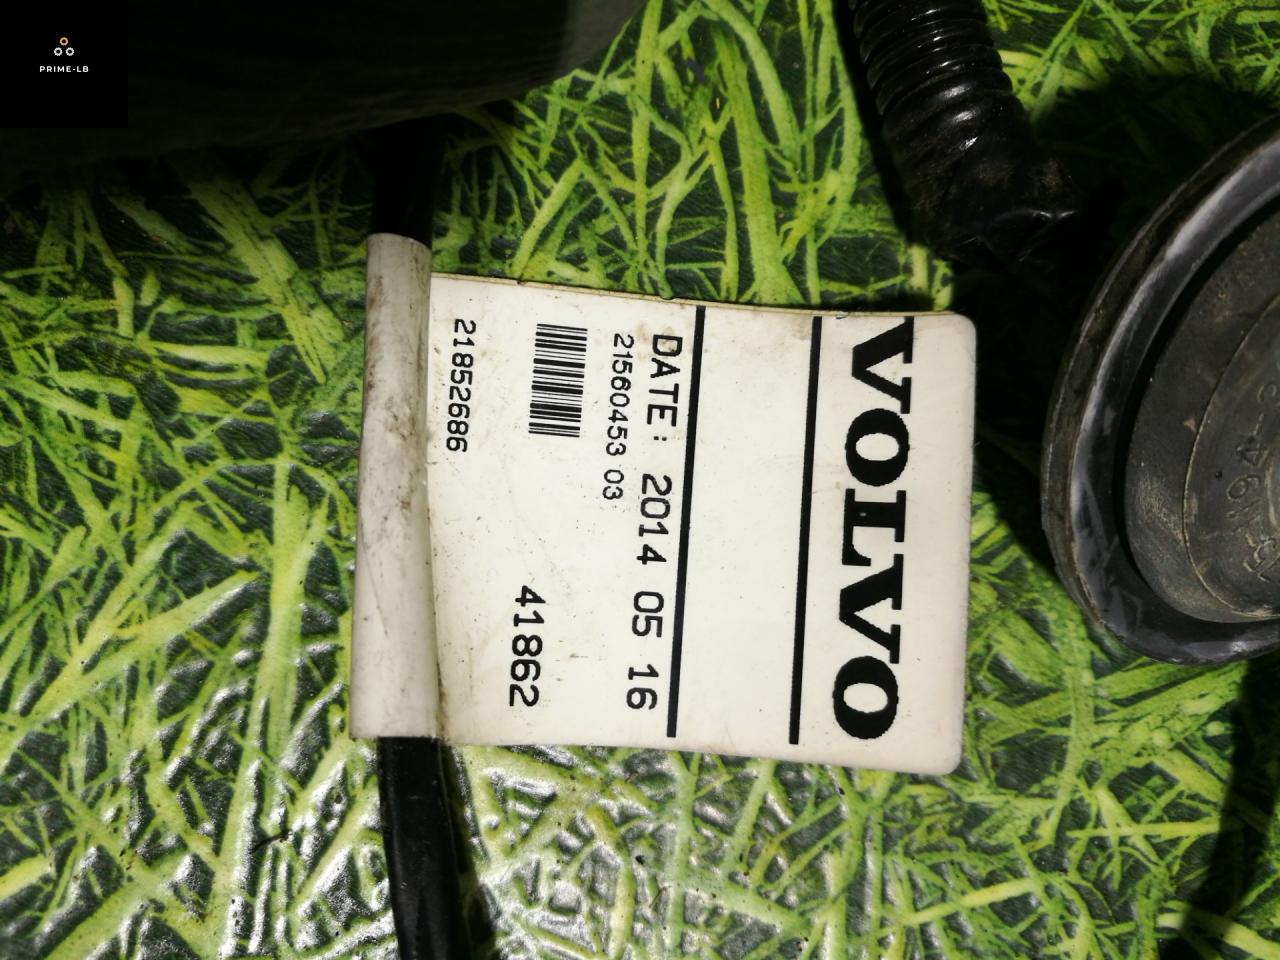 PRIME-LB
VOLVO
DATE: 2014 05 16
21560453 03
41862
21852686